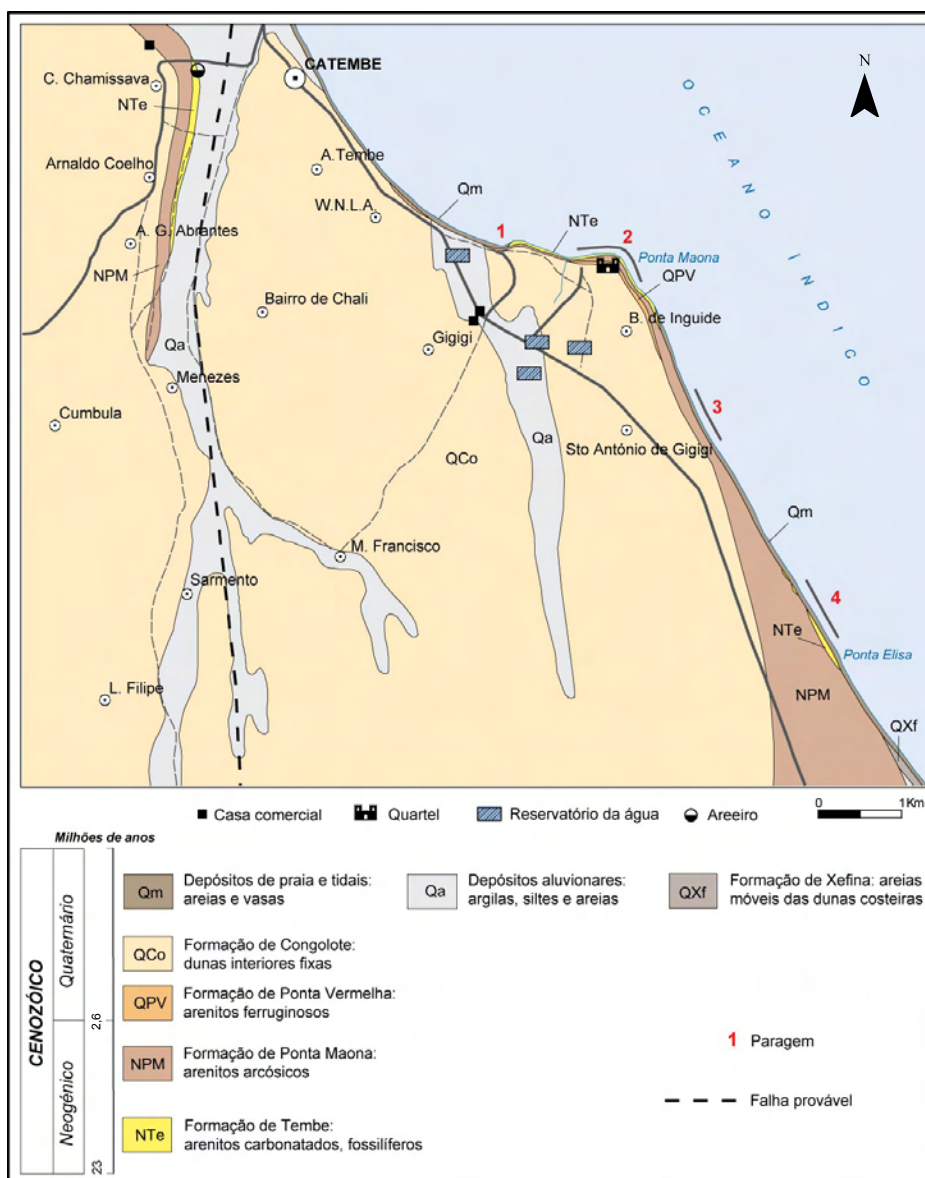 N
OCEANO ÍNDICO
CATEMBE
C. Chamissava
NTe
A.Tembe
Arnaldo Coelho
Qm
W.N.L.A.
1
NTe
2
A. G. Abrantes
Ponta Maona
NPM
QPV
Bairro de Chali
B. de Inguide
Qa
Gigigi
Menezes
3
Cumbula
Qa
Sto António de Gigigi
QCo
Qm
M. Francisco
Sarmento
4
NTe
Ponta Elisa
L. Filipe
NPM
QXf
Casa comercial
Quartel
Reservatório da água
Areeiro
0 1Km
Milhões de anos
CENOZÓICO
Quaternário
2,6
Neogénico
23
Qm Depósitos de praia e tidais:
areias e vasas
Qa Depósitos aluvionares:
argilas, siltes e areias
QXf Formação de Xefina: areias
móveis das dunas costeiras
QCo Formação de Congolote:
dunas interiores fixas
QPV Formação de Ponta Vermelha:
arenitos ferruginosos
NPM Formação de Ponta Maona:
arenitos arcósicos
NTe Formação de Tembe:
arenitos carbonatados, fossilíferos
1 Paragem
Falha provável